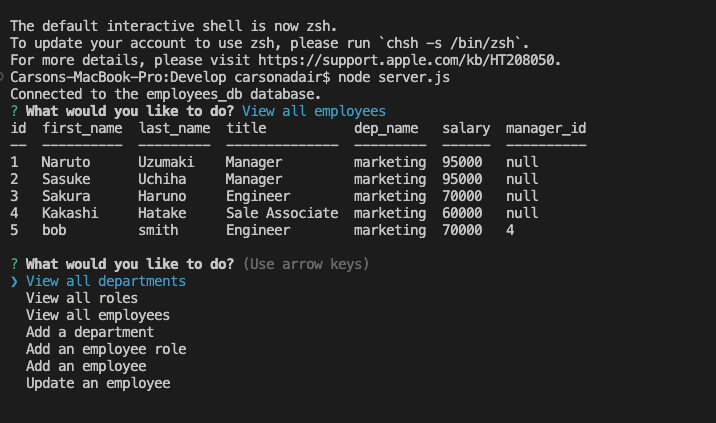 The default interactive shell is now zsh.
To update your account to use zsh, please run `chsh -s /bin/zsh`.
For more details, please visit https://support.apple.com/kb/HT208050.
Carsons-MacBook-Pro:Develop carsonadair$ node server.js
Connected to the employees_db database.
? What would you like to do? View all employees
id  first_name  last_name  title           dep_name   salary  manager_id
--  ----------  ---------  --------------  ---------  ------  ----------
1   Naruto      Uzumaki    Manager         marketing  95000   null
2   Sasuke      Uchiha     Manager         marketing  95000   null
3   Sakura      Haruno     Engineer        marketing  70000   null
4   Kakashi     Hatake     Sale Associate  marketing  60000   null
5   bob         smith      Engineer        marketing  70000   4
? What would you like to do? (Use arrow keys)
❯ View all departments
  View all roles
  View all employees
  Add a department
  Add an employee role
  Add an employee
  Update an employee